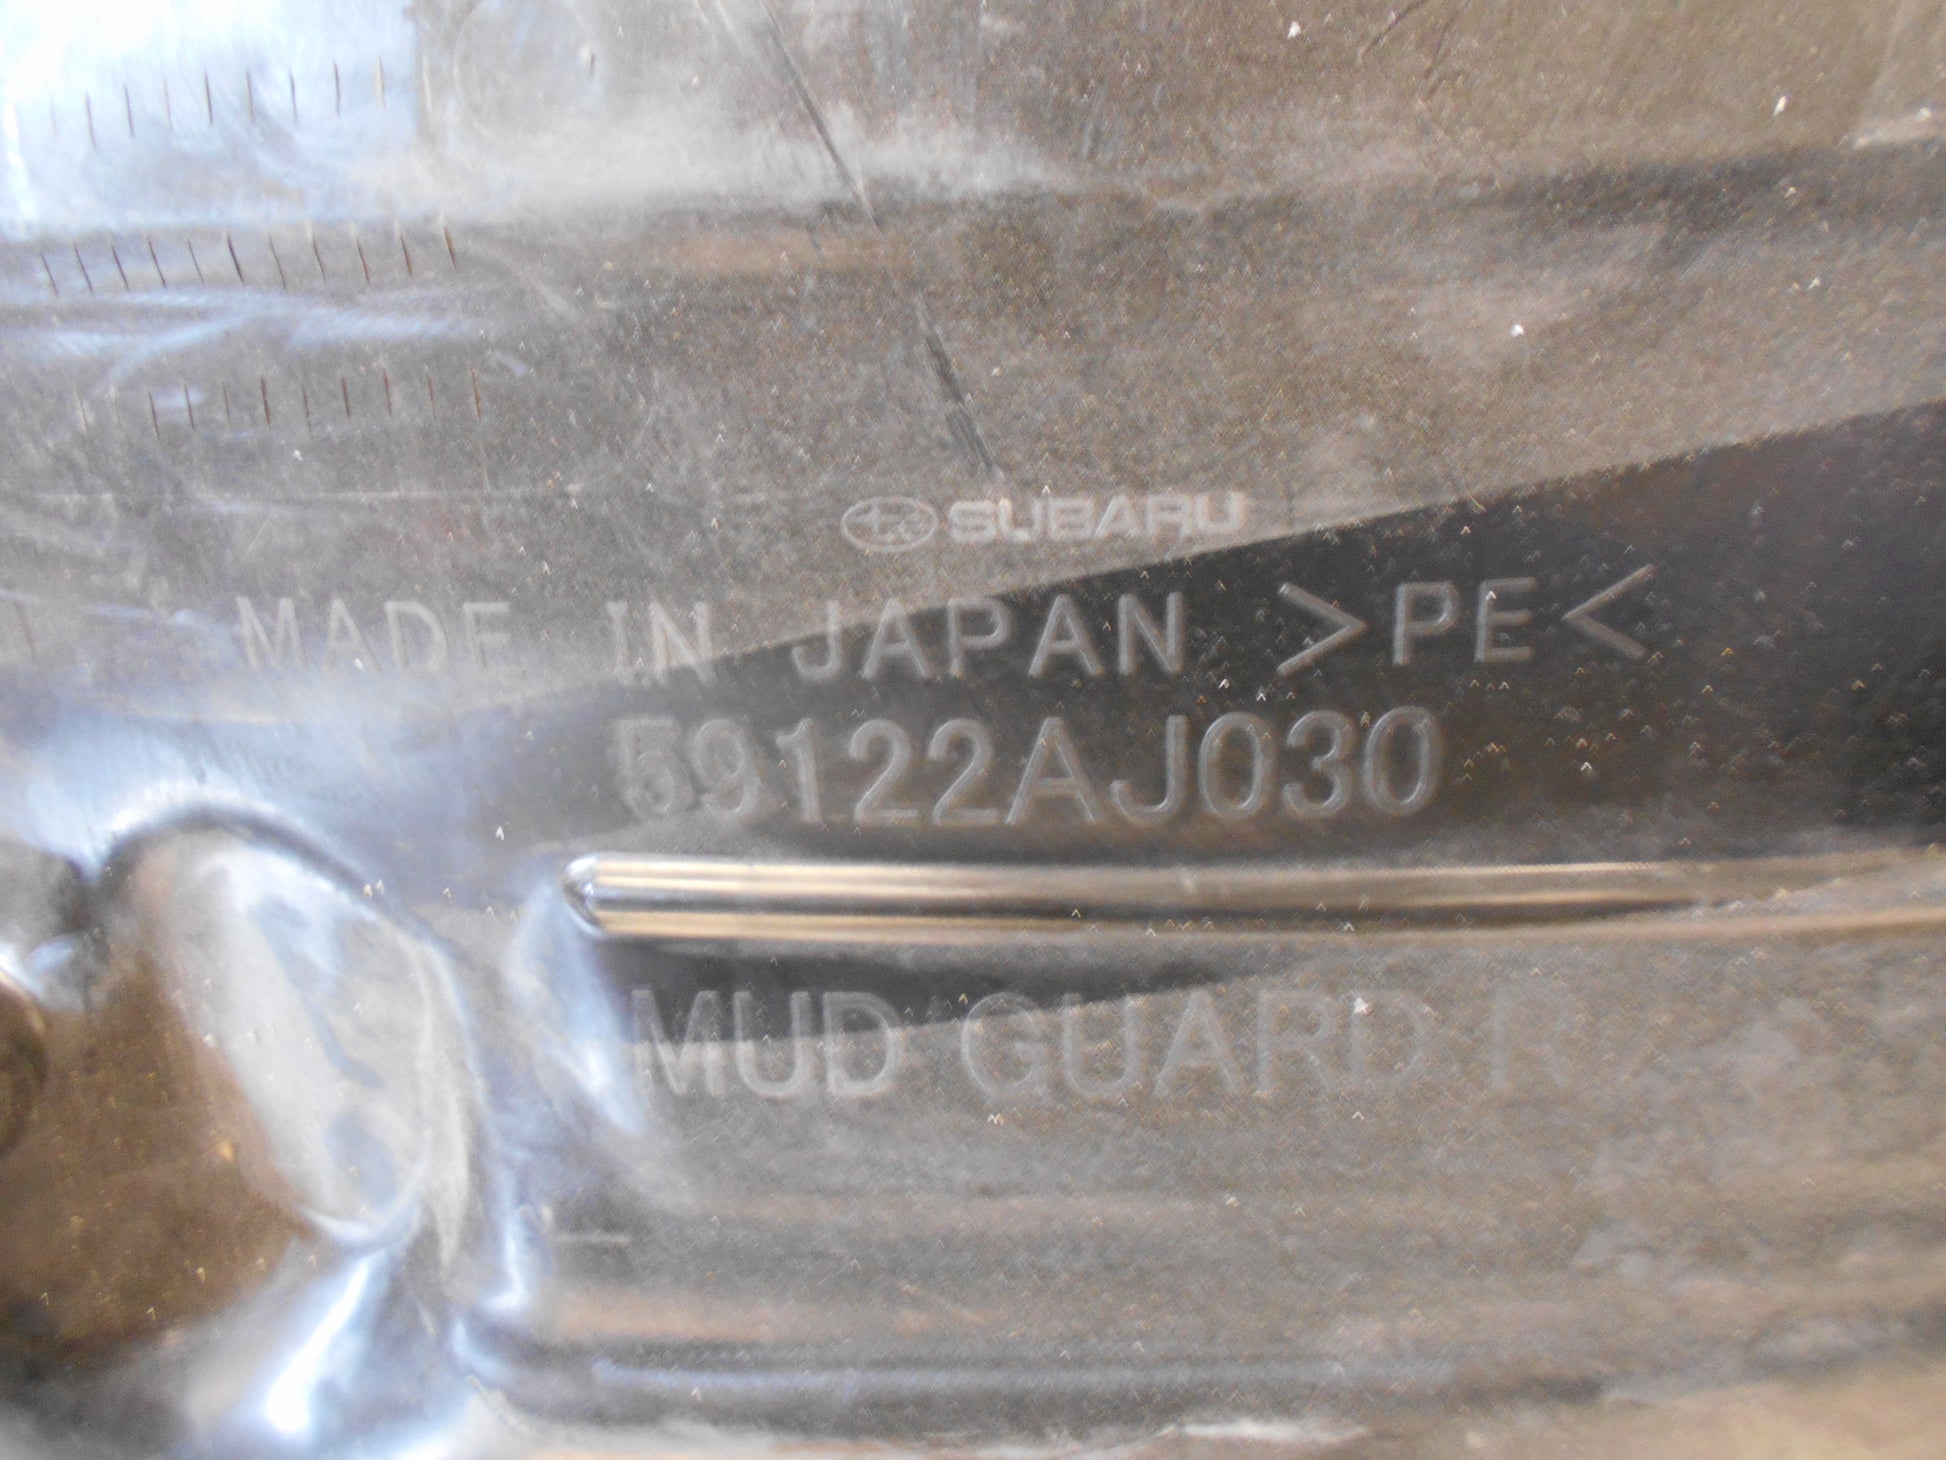 SUBARU
MADE IN JAPAN >PE<
59122AJ030
MUD GUARD.R